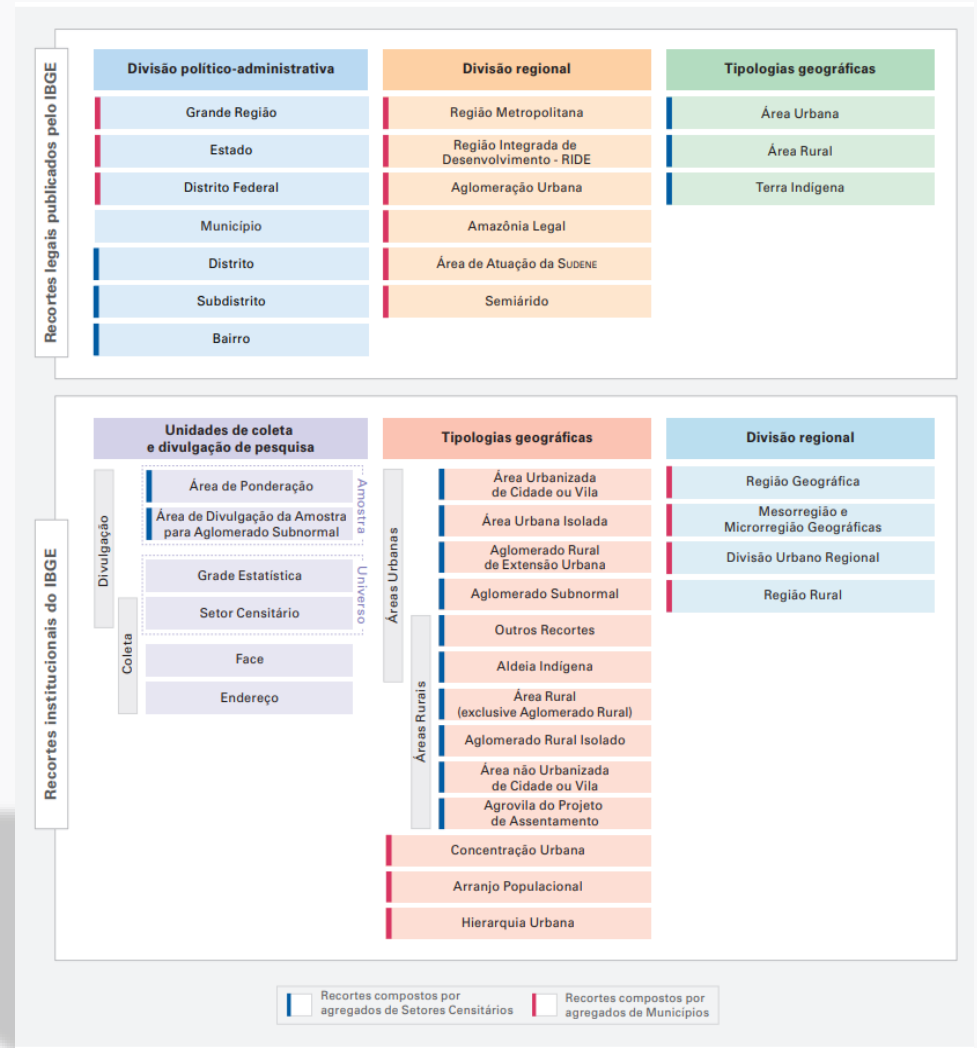 Recortes legais publicados pelo IBGE
Divisão político-administrativa
Grande Região
Estado
Distrito Federal
Município
Distrito
Subdistrito
Bairro
Divisão regional
Região Metropolitana
Região Integrada de
Desenvolvimento - RIDE
Aglomeração Urbana
Amazônia Legal
Área de Atuação da SUDENE
Semiárido
Tipologias geográficas
Área Urbana
Área Rural
Terra Indígena
Recortes institucionais do IBGE
Unidades de coleta
e divulgação de pesquisa
Divulgação
Coleta
Área de Ponderação
Área de Divulgação da Amostra
para Aglomerado Subnormal
Amostra
Grade Estatística
Setor Censitário
Universo
Face
Endereço
Tipologias geográficas
Áreas Urbanas
Áreas Rurais
Área Urbanizada
de Cidade ou Vila
Área Urbana Isolada
Aglomerado Rural
de Extensão Urbana
Aglomerado Subnormal
Outros Recortes
Aldeia Indígena
Área Rural
(exclusive Aglomerado Rural)
Aglomerado Rural Isolado
Área não Urbanizada
de Cidade ou Vila
Agrovila do Projeto
de Assentamento
Concentração Urbana
Arranjo Populacional
Hierarquia Urbana
Divisão regional
Região Geográfica
Mesorregião e
Microrregião Geográficas
Divisão Urbano Regional
Região Rural
Recortes compostos por
agregados de Setores Censitários
Recortes compostos por
agregados de Municípios